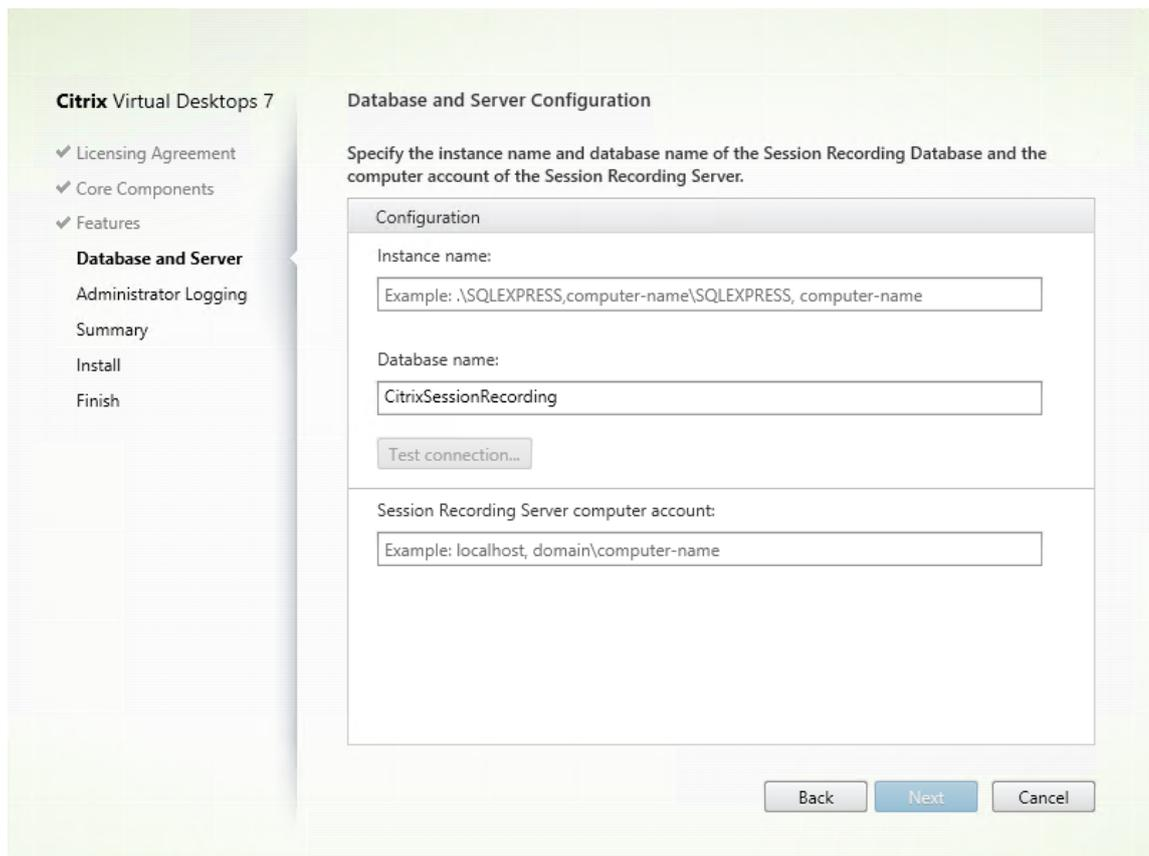 Citrix Virtual Desktops 7
Licensing Agreement
Core Components
Features
Database and Server
Administrator Logging
Summary
Install
Finish
Database and Server Configuration
Specify the instance name and database name of the Session Recording Database and the
computer account of the Session Recording Server.
Configuration
Instance name:
Example: .\SQLEXPRESS,computer-name\SQLEXPRESS, computer-name
Database name:
CitrixSessionRecording
Test connection...
Session Recording Server computer account:
Example: localhost, domain\computer-name
Back
Next
Cancel